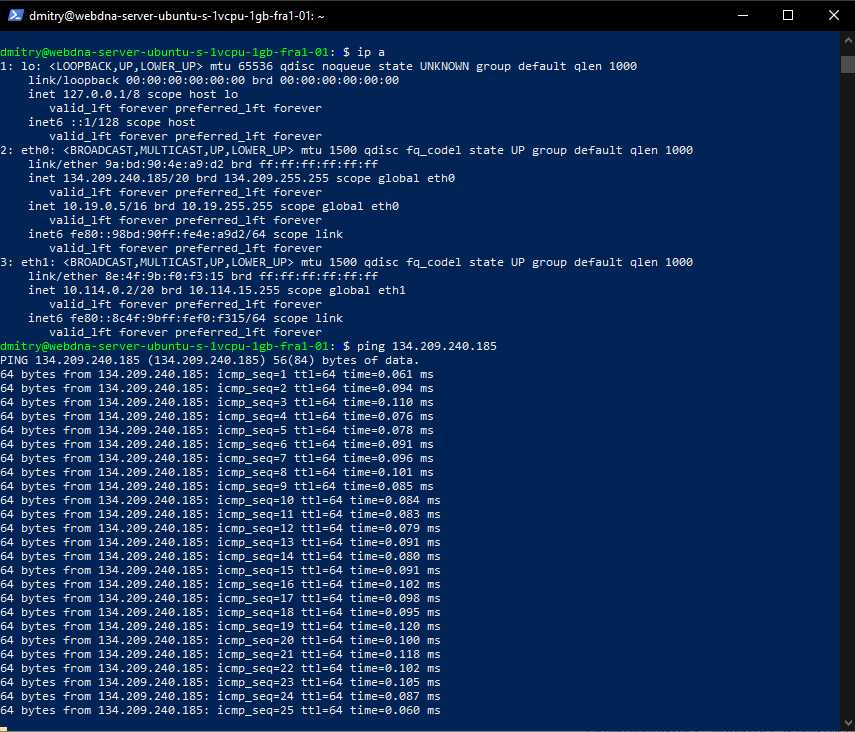 dmitry@webdna-server-ubuntu-s-1vcpu-1gb-fra1-01: ~
dmitry@webdna-server-ubuntu-s-1vcpu-1gb-fra1-01: $ ip a
1: lo: <LOOPBACK,UP,LOWER_UP> mtu 65536 qdisc noqueue state UNKNOWN group default qlen 1000
    link/loopback 00:00:00:00:00:00 brd 00:00:00:00:00:00
    inet 127.0.0.1/8 scope host lo
       valid_lft forever preferred_lft forever
    inet6 ::1/128 scope host
       valid_lft forever preferred_lft forever
2: eth0: <BROADCAST,MULTICAST,UP,LOWER_UP> mtu 1500 qdisc fq_codel state UP group default qlen 1000
    link/ether 9a:bd:90:4e:a9:d2 brd ff:ff:ff:ff:ff:ff
    inet 134.209.240.185/20 brd 134.209.255.255 scope global eth0
       valid_lft forever preferred_lft forever
    inet 10.19.0.5/16 brd 10.19.255.255 scope global eth0
       valid_lft forever preferred_lft forever
    inet6 fe80::98bd:90ff:fe4e:a9d2/64 scope link
       valid_lft forever preferred_lft forever
3: eth1: <BROADCAST,MULTICAST,UP,LOWER_UP> mtu 1500 qdisc fq_codel state UP group default qlen 1000
    link/ether 8e:4f:9b:f0:f3:15 brd ff:ff:ff:ff:ff:ff
    inet 10.114.0.2/20 brd 10.114.15.255 scope global eth1
       valid_lft forever preferred_lft forever
    inet6 fe80::8c4f:9bff:fef0:f315/64 scope link
       valid_lft forever preferred_lft forever
dmitry@webdna-server-ubuntu-s-1vcpu-1gb-fra1-01: $ ping 134.209.240.185
PING 134.209.240.185 (134.209.240.185) 56(84) bytes of data.
64 bytes from 134.209.240.185: icmp_seq=1 ttl=64 time=0.061 ms
64 bytes from 134.209.240.185: icmp_seq=2 ttl=64 time=0.094 ms
64 bytes from 134.209.240.185: icmp_seq=3 ttl=64 time=0.110 ms
64 bytes from 134.209.240.185: icmp_seq=4 ttl=64 time=0.076 ms
64 bytes from 134.209.240.185: icmp_seq=5 ttl=64 time=0.078 ms
64 bytes from 134.209.240.185: icmp_seq=6 ttl=64 time=0.091 ms
64 bytes from 134.209.240.185: icmp_seq=7 ttl=64 time=0.096 ms
64 bytes from 134.209.240.185: icmp_seq=8 ttl=64 time=0.101 ms
64 bytes from 134.209.240.185: icmp_seq=9 ttl=64 time=0.085 ms
64 bytes from 134.209.240.185: icmp_seq=10 ttl=64 time=0.084 ms
64 bytes from 134.209.240.185: icmp_seq=11 ttl=64 time=0.083 ms
64 bytes from 134.209.240.185: icmp_seq=12 ttl=64 time=0.079 ms
64 bytes from 134.209.240.185: icmp_seq=13 ttl=64 time=0.091 ms
64 bytes from 134.209.240.185: icmp_seq=14 ttl=64 time=0.080 ms
64 bytes from 134.209.240.185: icmp_seq=15 ttl=64 time=0.091 ms
64 bytes from 134.209.240.185: icmp_seq=16 ttl=64 time=0.102 ms
64 bytes from 134.209.240.185: icmp_seq=17 ttl=64 time=0.098 ms
64 bytes from 134.209.240.185: icmp_seq=18 ttl=64 time=0.095 ms
64 bytes from 134.209.240.185: icmp_seq=19 ttl=64 time=0.120 ms
64 bytes from 134.209.240.185: icmp_seq=20 ttl=64 time=0.100 ms
64 bytes from 134.209.240.185: icmp_seq=21 ttl=64 time=0.118 ms
64 bytes from 134.209.240.185: icmp_seq=22 ttl=64 time=0.102 ms
64 bytes from 134.209.240.185: icmp_seq=23 ttl=64 time=0.105 ms
64 bytes from 134.209.240.185: icmp_seq=24 ttl=64 time=0.087 ms
64 bytes from 134.209.240.185: icmp_seq=25 ttl=64 time=0.060 ms